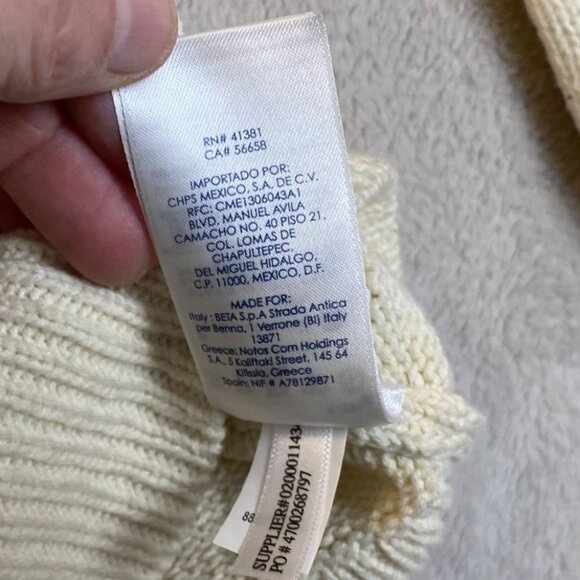 RN# 41381
CA# 56658
IMPORTADO POR:
CHPS MEXICO, S.A. DE C.V.
RFC: CME1306043A1
BLVD. MANUEL AVILA
CAMACHO NO. 40 PISO 21.
COL. LOMAS DE
CHAPULTEPEC,
DEL MIGUEL HIDALGO,
C.P. 11000, MEXICO, D.F.
MADE FOR:
Italy : BETA S.p.A Strada Antica
per Benna, 1 Verrone (BI) Italy
13871
Greece: Notos Com Holdings
S.A., 5 Kaliftaki Street, 145 64
Kifissia, Greece
Spain: NIF # A78129871
88
SUPPLIER#0200011434
PO # 4700268797